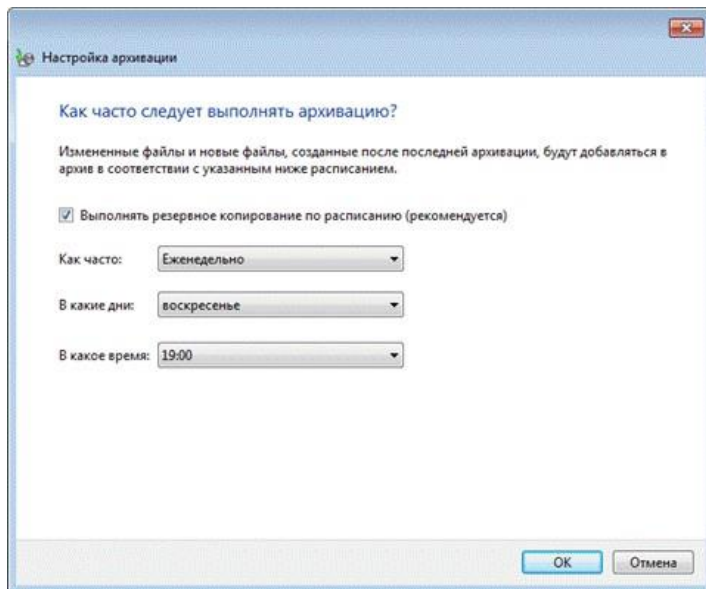 Настройка архивации
Как часто следует выполнять архивацию?
Измененные файлы и новые файлы, созданные после последней архивации, будут добавляться в
архив в соответствии с указанным ниже расписанием.
Выполнять резервное копирование по расписанию (рекомендуется)
Как часто: Еженедельно
В какие дни: воскресенье
В какое время: 19:00
ОК Отмена